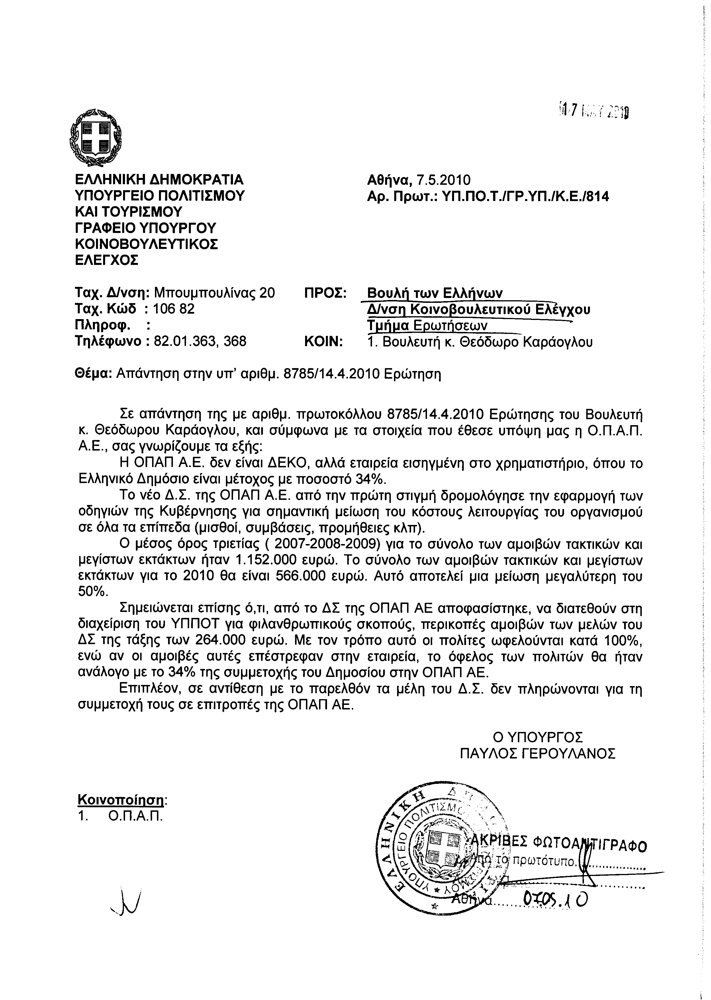 ΕΛΛΗΝΙΚΗ ΔΗΜΟΚΡΑΤΙΑ
ΥΠΟΥΡΓΕΙΟ ΠΟΛΙΤΙΣΜΟΥ
ΚΑΙ ΤΟΥΡΙΣΜΟΥ
ΓΡΑΦΕΙΟ ΥΠΟΥΡΓΟΥ
ΚΟΙΝΟΒΟΥΛΕΥΤΙΚΟΣ
ΕΛΕΓΧΟΣ
Αθήνα, 7.5.2010
Αρ. Πρωτ.: ΥΠ.ΠΟ.Τ./ΓΡ.ΥΠ./Κ.Ε./814
Ταχ. Δ/νση: Μπουμπουλίνας 20
Ταχ. Κώδ : 106 82
Πληροφ. :
Τηλέφωνο : 82.01.363, 368
ΠΡΟΣ: Βουλή των Ελλήνων
Δ/νση Κοινοβουλευτικού Ελέγχου
Τμήμα Ερωτήσεων
ΚΟΙΝ: 1. Βουλευτή κ. Θεόδωρο Καράογλου
Θέμα: Απάντηση στην υπ’ αριθμ. 8785/14.4.2010 Ερώτηση
Σε απάντηση της με αριθμ. πρωτοκόλλου 8785/14.4.2010 Ερώτησης του Βουλευτή
κ. Θεόδωρου Καράογλου, και σύμφωνα με τα στοιχεία που έθεσε υπόψη μας η Ο.Π.Α.Π.
Α.Ε., σας γνωρίζουμε τα εξής:
Η ΟΠΑΠ Α.Ε. δεν είναι ΔΕΚΟ, αλλά εταιρεία εισηγμένη στο χρηματιστήριο, όπου το
Ελληνικό Δημόσιο είναι μέτοχος με ποσοστό 34%.
Το νέο Δ.Σ. της ΟΠΑΠ Α.Ε. από την πρώτη στιγμή δρομολόγησε την εφαρμογή των
οδηγιών της Κυβέρνησης για σημαντική μείωση του κόστους λειτουργίας του οργανισμού
σε όλα τα επίπεδα (μισθοί, συμβάσεις, προμήθειες κλπ).
Ο μέσος όρος τριετίας ( 2007-2008-2009) για το σύνολο των αμοιβών τακτικών και
μεγίστων εκτάκτων ήταν 1.152.000 ευρώ. Το σύνολο των αμοιβών τακτικών και μεγίστων
εκτάκτων για το 2010 θα είναι 566.000 ευρώ. Αυτό αποτελεί μια μείωση μεγαλύτερη του
50%.
Σημειώνεται επίσης ό,τι, από το ΔΣ της ΟΠΑΠ ΑΕ αποφασίστηκε, να διατεθούν στη
διαχείριση του ΥΠΠΟΤ για φιλανθρωπικούς σκοπούς, περικοπές αμοιβών των μελών του
ΔΣ της τάξης των 264.000 ευρώ. Με τον τρόπο αυτό οι πολίτες ωφελούνται κατά 100%,
ενώ αν οι αμοιβές αυτές επέστρεφαν στην εταιρεία, το όφελος των πολιτών θα ήταν
ανάλογο με το 34% της συμμετοχής του Δημοσίου στην ΟΠΑΠ ΑΕ.
Επιπλέον, σε αντίθεση με το παρελθόν τα μέλη του Δ.Σ. δεν πληρώνονται για τη
συμμετοχή τους σε επιτροπές της ΟΠΑΠ ΑΕ.
Ο ΥΠΟΥΡΓΟΣ
ΠΑΥΛΟΣ ΓΕΡΟΥΛΑΝΟΣ
Κοινοποίηση:
1. Ο.Π.Α.Π.
ΕΛΛΗΝΙΚΗ
ΥΠΟΥΡΓΕΙΟ ΠΟΛΙΤΙΣΜΟΥ
ΑΚΡΙΒΕΣ ΦΩΤΟΑΝΤΙΓΡΑΦΟ
Από το πρωτότυπο
Αθήνα 07.05.10